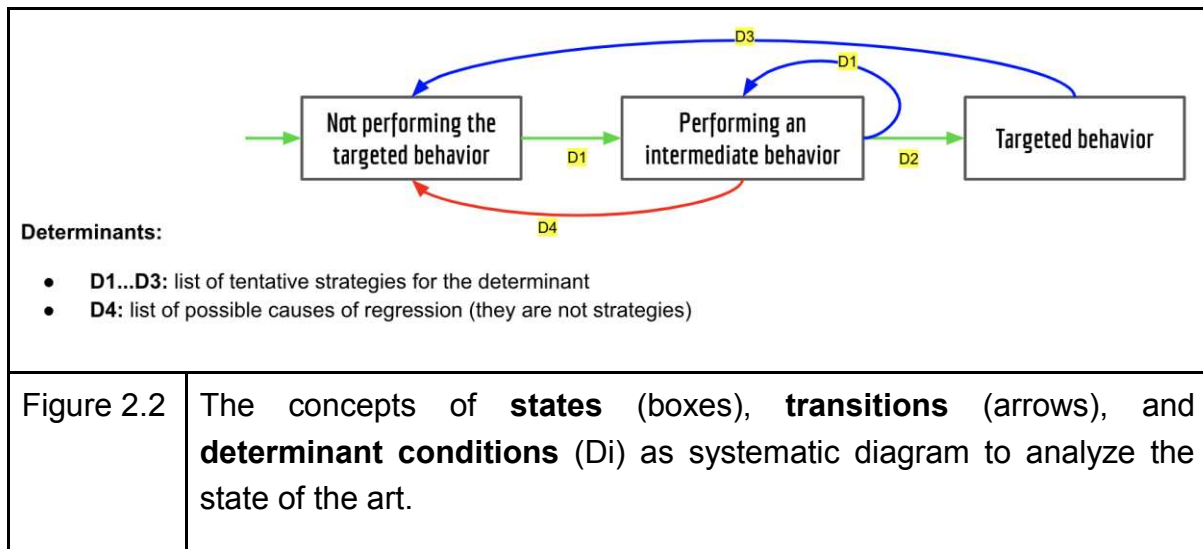 D3
D1
Not performing the
targeted behavior
D1
Performing an
intermediate behavior
D2
Targeted behavior
D4
Determinants:
● D1...D3: list of tentative strategies for the determinant
● D4: list of possible causes of regression (they are not strategies)
Figure 2.2
The concepts of states (boxes), transitions (arrows), and
determinant conditions (Di) as systematic diagram to analyze the
state of the art.